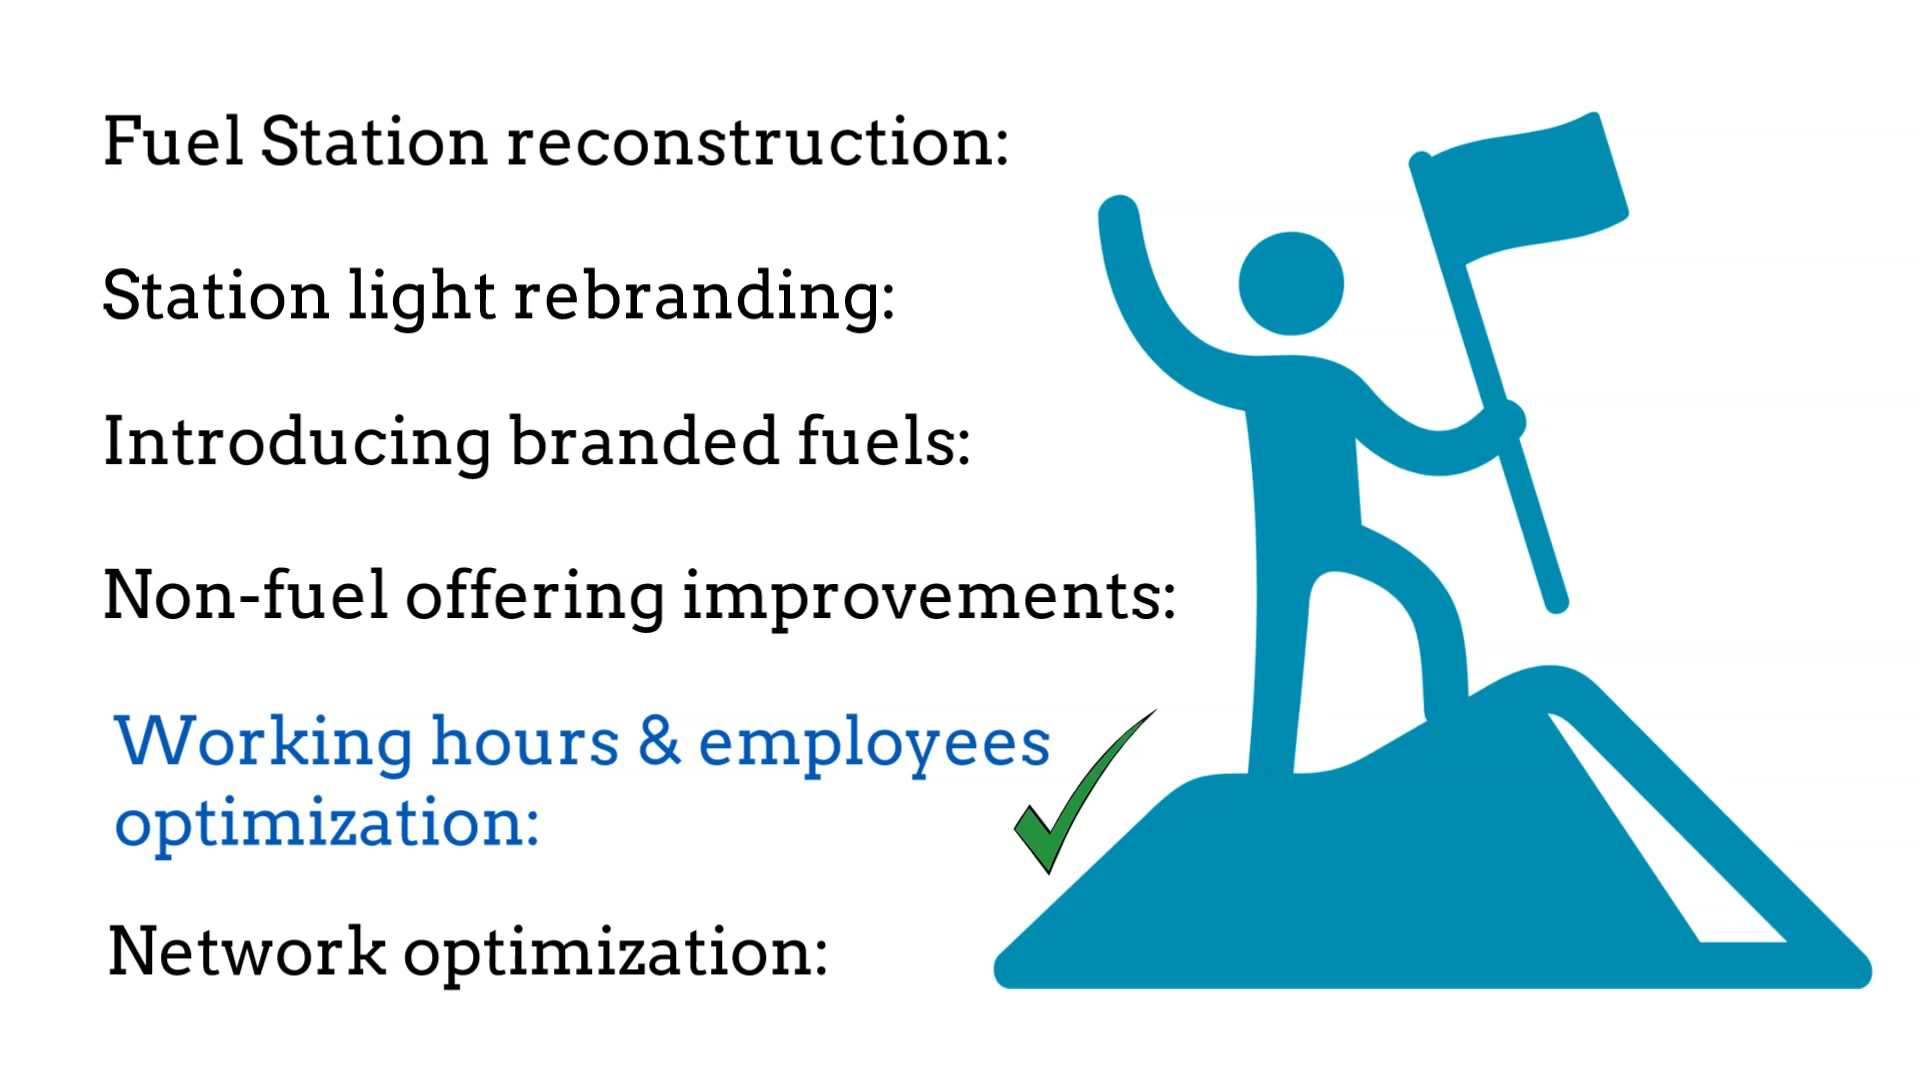 Fuel Station reconstruction:
Station light rebranding:
Introducing branded fuels:
Non-fuel offering improvements:
Working hours & employees
optimization:
Network optimization: